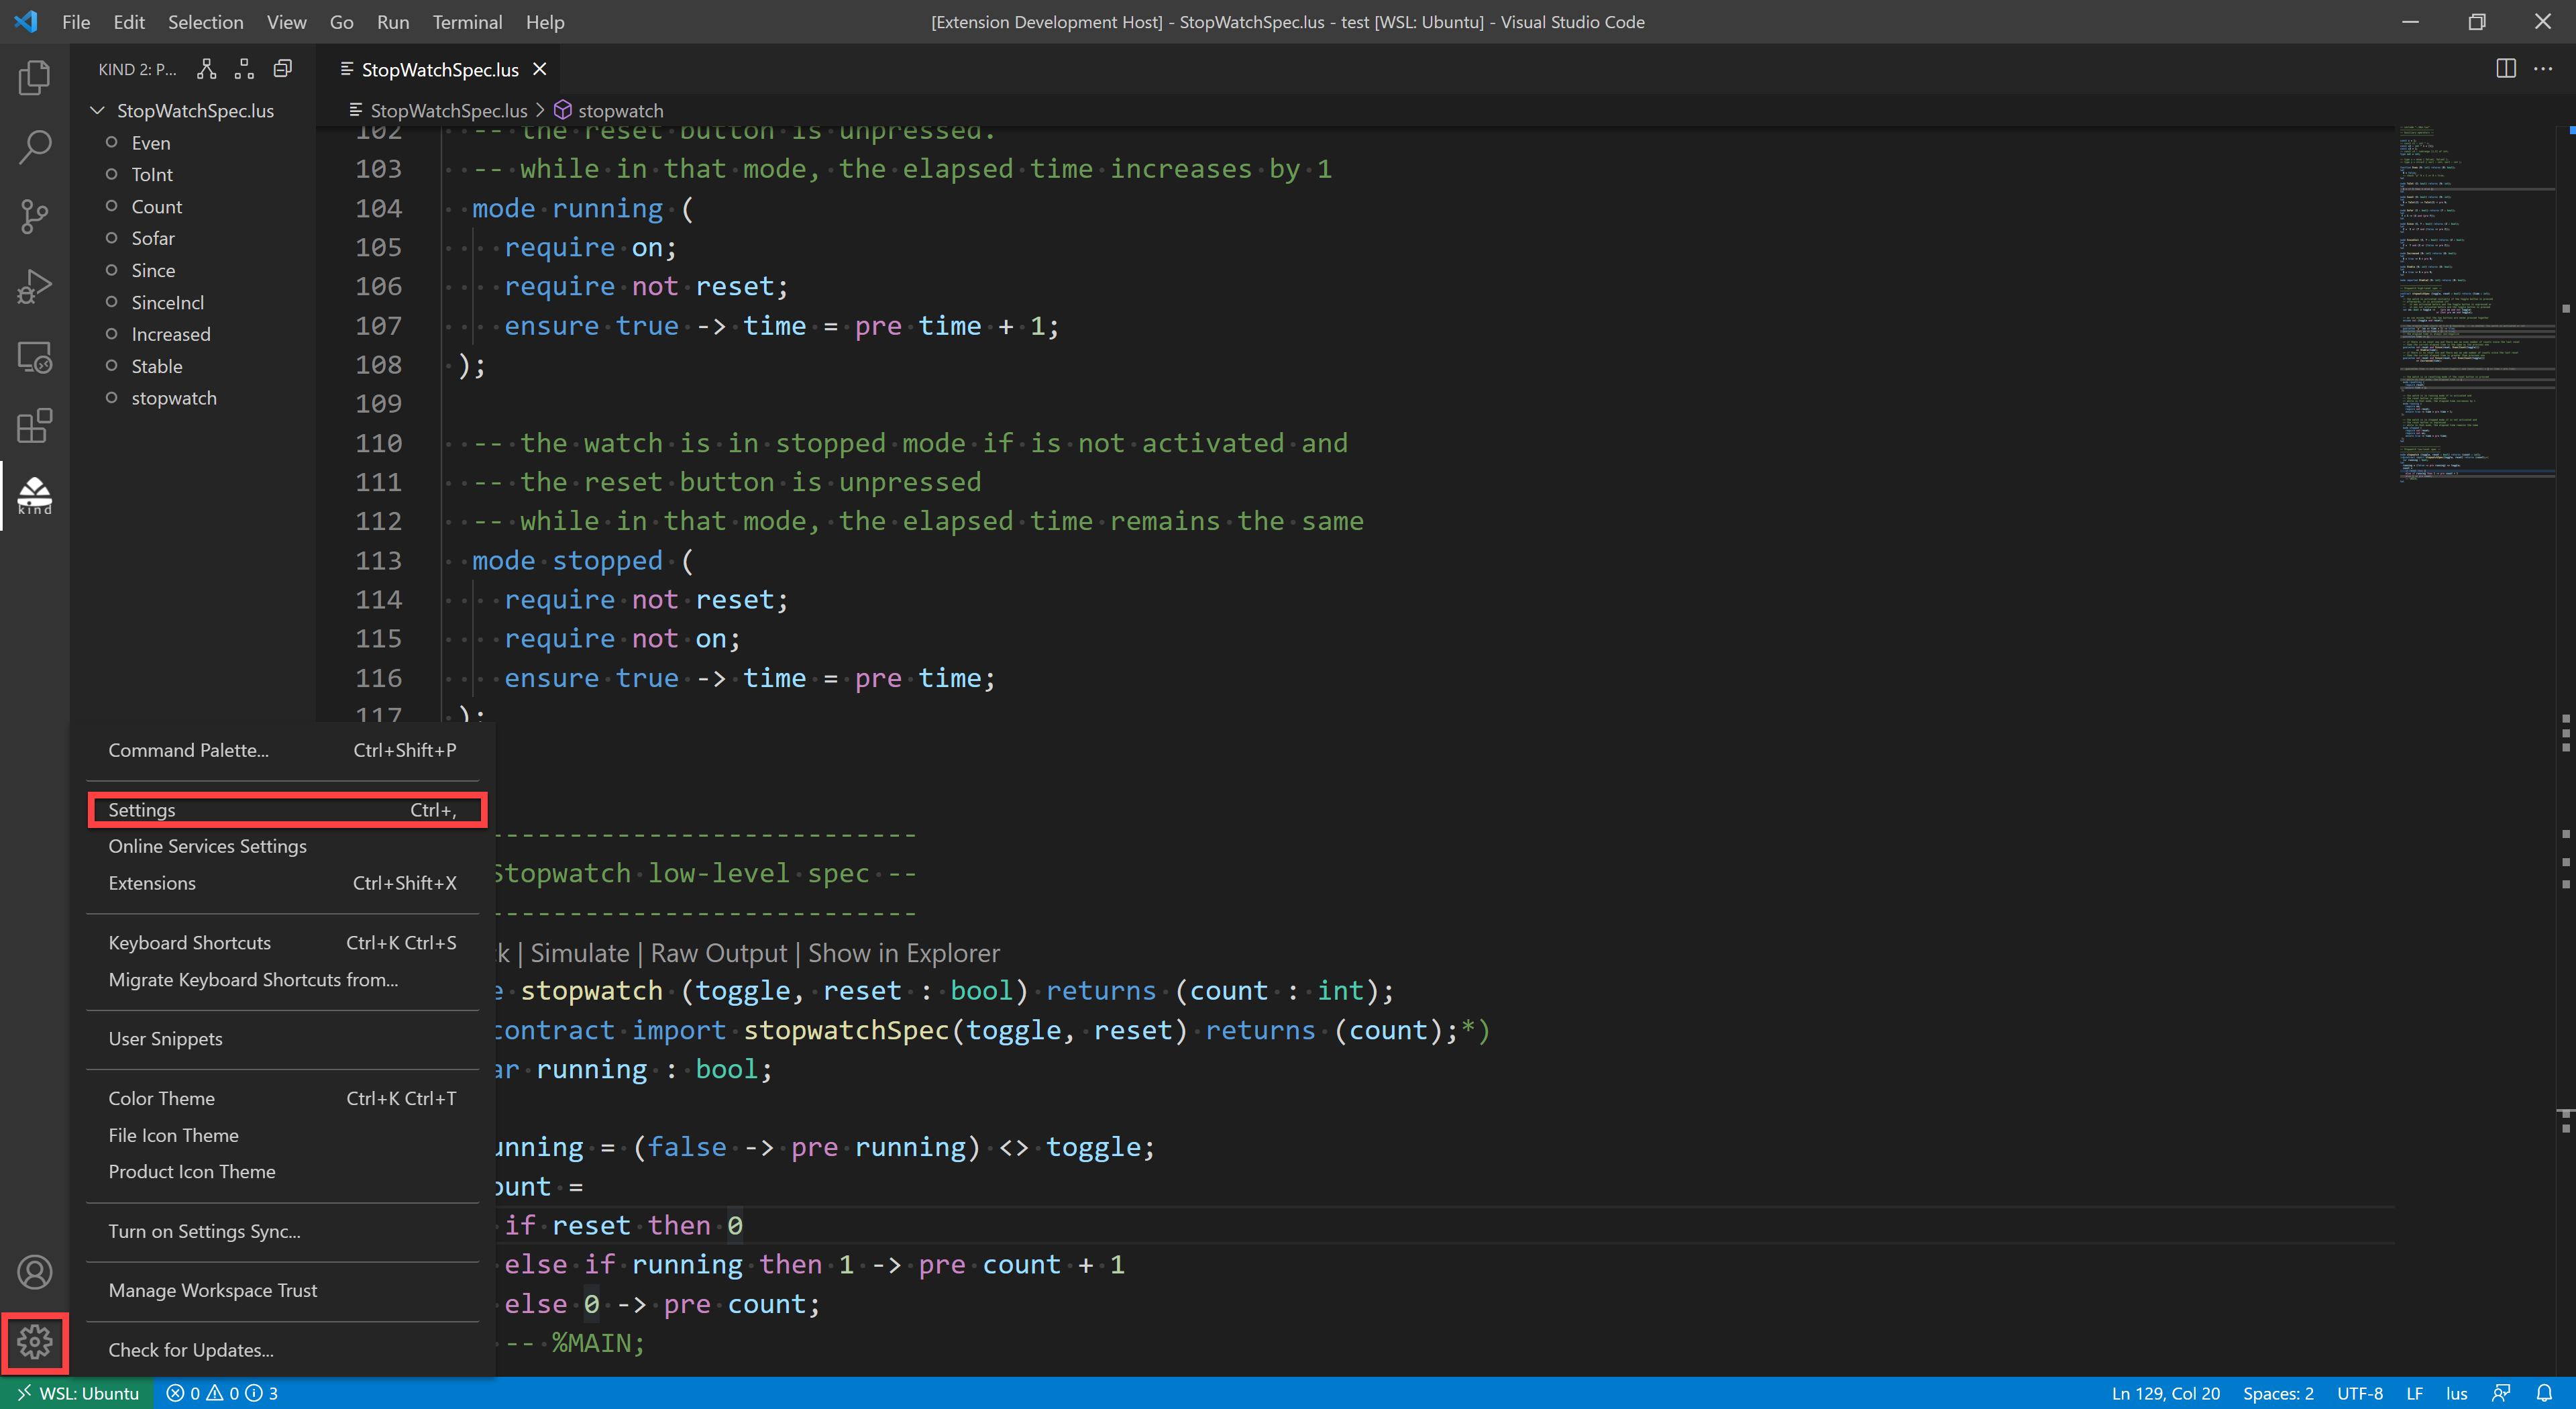 File Edit Selection View Go Run Terminal Help
[Extension Development Host] - StopWatchSpec.lus - test [WSL: Ubuntu] - Visual Studio Code
KIND 2: P...
StopWatchSpec.lus
StopWatchSpec.lus
Even
ToInt
Count
Sofar
Since
SinceIncl
Increased
Stable
stopwatch
kind
StopWatchSpec.lus > stopwatch
102 -- the reset button is unpressed.
103 -- while in that mode, the elapsed time increases by 1
104 mode running (
105 require on;
106 require not reset;
107 ensure true -> time = pre time + 1;
108 );
109
110 -- the watch is in stopped mode if is not activated and
111 -- the reset button is unpressed
112 -- while in that mode, the elapsed time remains the same
113 mode stopped (
114 require not reset;
115 require not on;
116 ensure true -> time = pre time;
117 );
Command Palette... Ctrl+Shift+P
Settings Ctrl+,
Online Services Settings
Extensions Ctrl+Shift+X
Keyboard Shortcuts Ctrl+K Ctrl+S
Migrate Keyboard Shortcuts from...
User Snippets
Color Theme Ctrl+K Ctrl+T
File Icon Theme
Product Icon Theme
Turn on Settings Sync...
Manage Workspace Trust
Check for Updates...
--------------------------
Stopwatch low-level spec --
--------------------------
k | Simulate | Raw Output | Show in Explorer
e stopwatch (toggle, reset : bool) returns (count : int);
contract import stopwatchSpec(toggle, reset) returns (count);*)
ar running : bool;
unning = (false -> pre running) <> toggle;
ount =
if reset then 0
else if running then 1 -> pre count + 1
else 0 -> pre count;
-- %MAIN;
WSL: Ubuntu 0 0 3
Ln 129, Col 20 Spaces: 2 UTF-8 LF lus